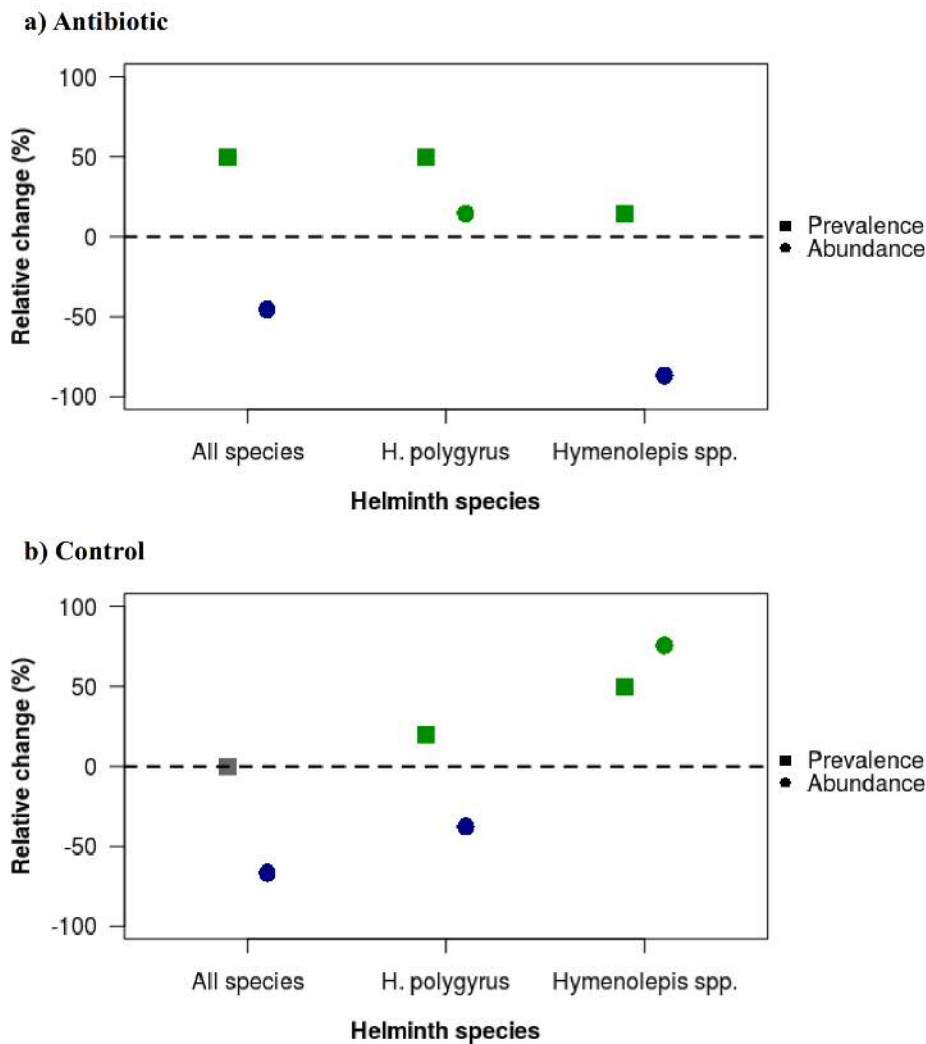 a) Antibiotic
100
50
0
-50
-100
Relative change (%)
All species H. polygyrus Hymenolepis spp.
Helminth species
Prevalence
Abundance
b) Control
100
50
0
-50
-100
Relative change (%)
All species H. polygyrus Hymenolepis spp.
Helminth species
Prevalence
Abundance